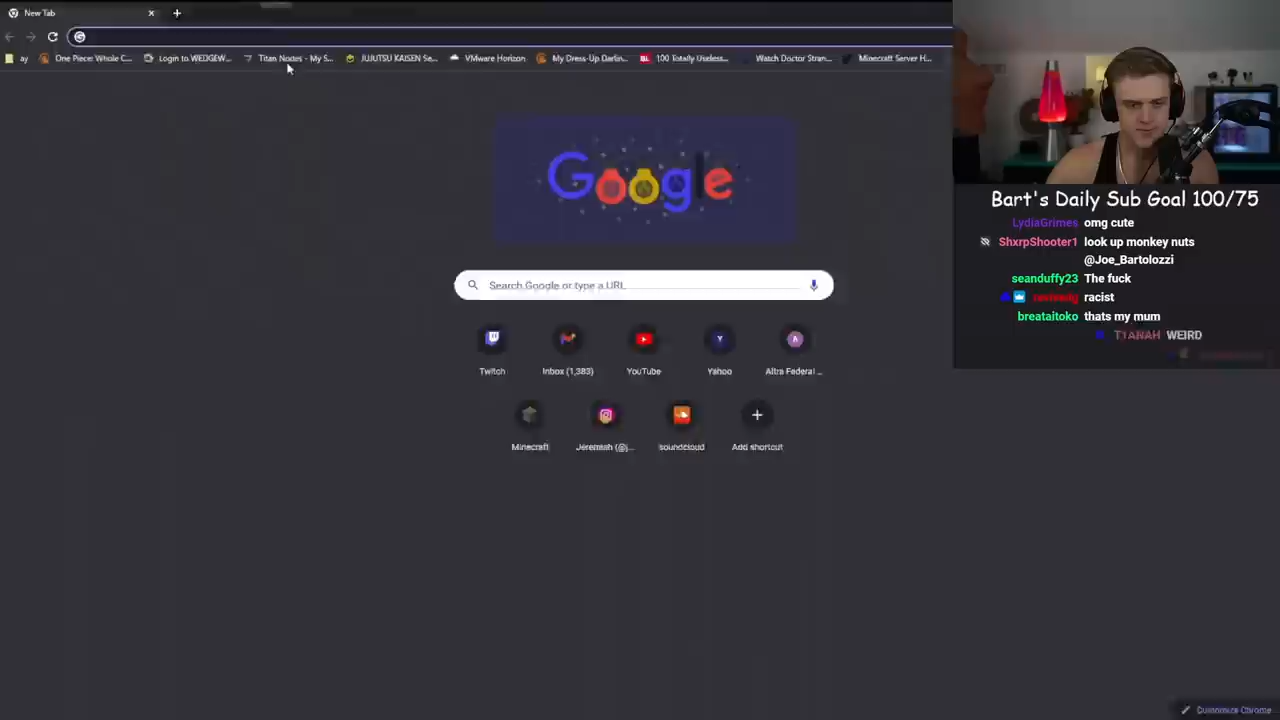 New Tab
ay One Piece: Whole C... Login to WEDGEW... Titan Nodes - My S... JUJUTSU KAISEN Se... VMware Horizon My Dress-Up Darlin... 100 Totally Useless... Watch Doctor Stran... Minecraft Server H...
Google
Search Google or type a URL
Twitch Inbox (1,383) YouTube Yahoo Altra Federal ...
Minecraft Jeremiah (@j... soundcloud Add shortcut
Customize Chrome
Bart's Daily Sub Goal 100/75
LydiaGrimes omg cute
ShxrpShooter1 look up monkey nuts
@Joe_Bartolozzi
seanduffy23 The fuck
racist
breataitoko thats my mum
T1ANAH WEIRD